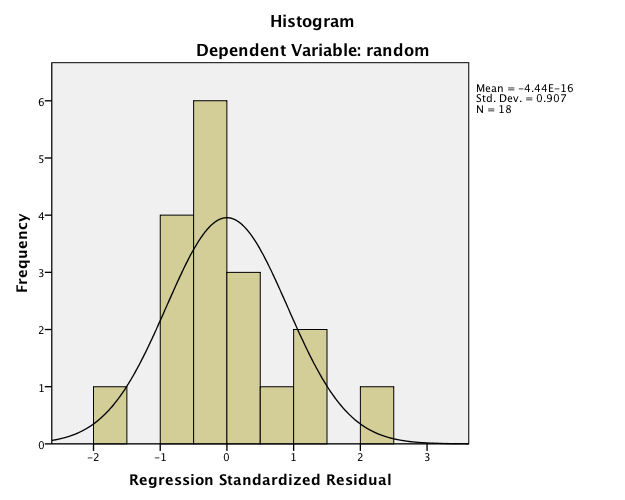 Histogram
Dependent Variable: random
Mean = -4.44E-16
Std. Dev. = 0.907
N = 18
Frequency
6
5
4
3
2
1
0
-2 -1 0 1 2 3
Regression Standardized Residual